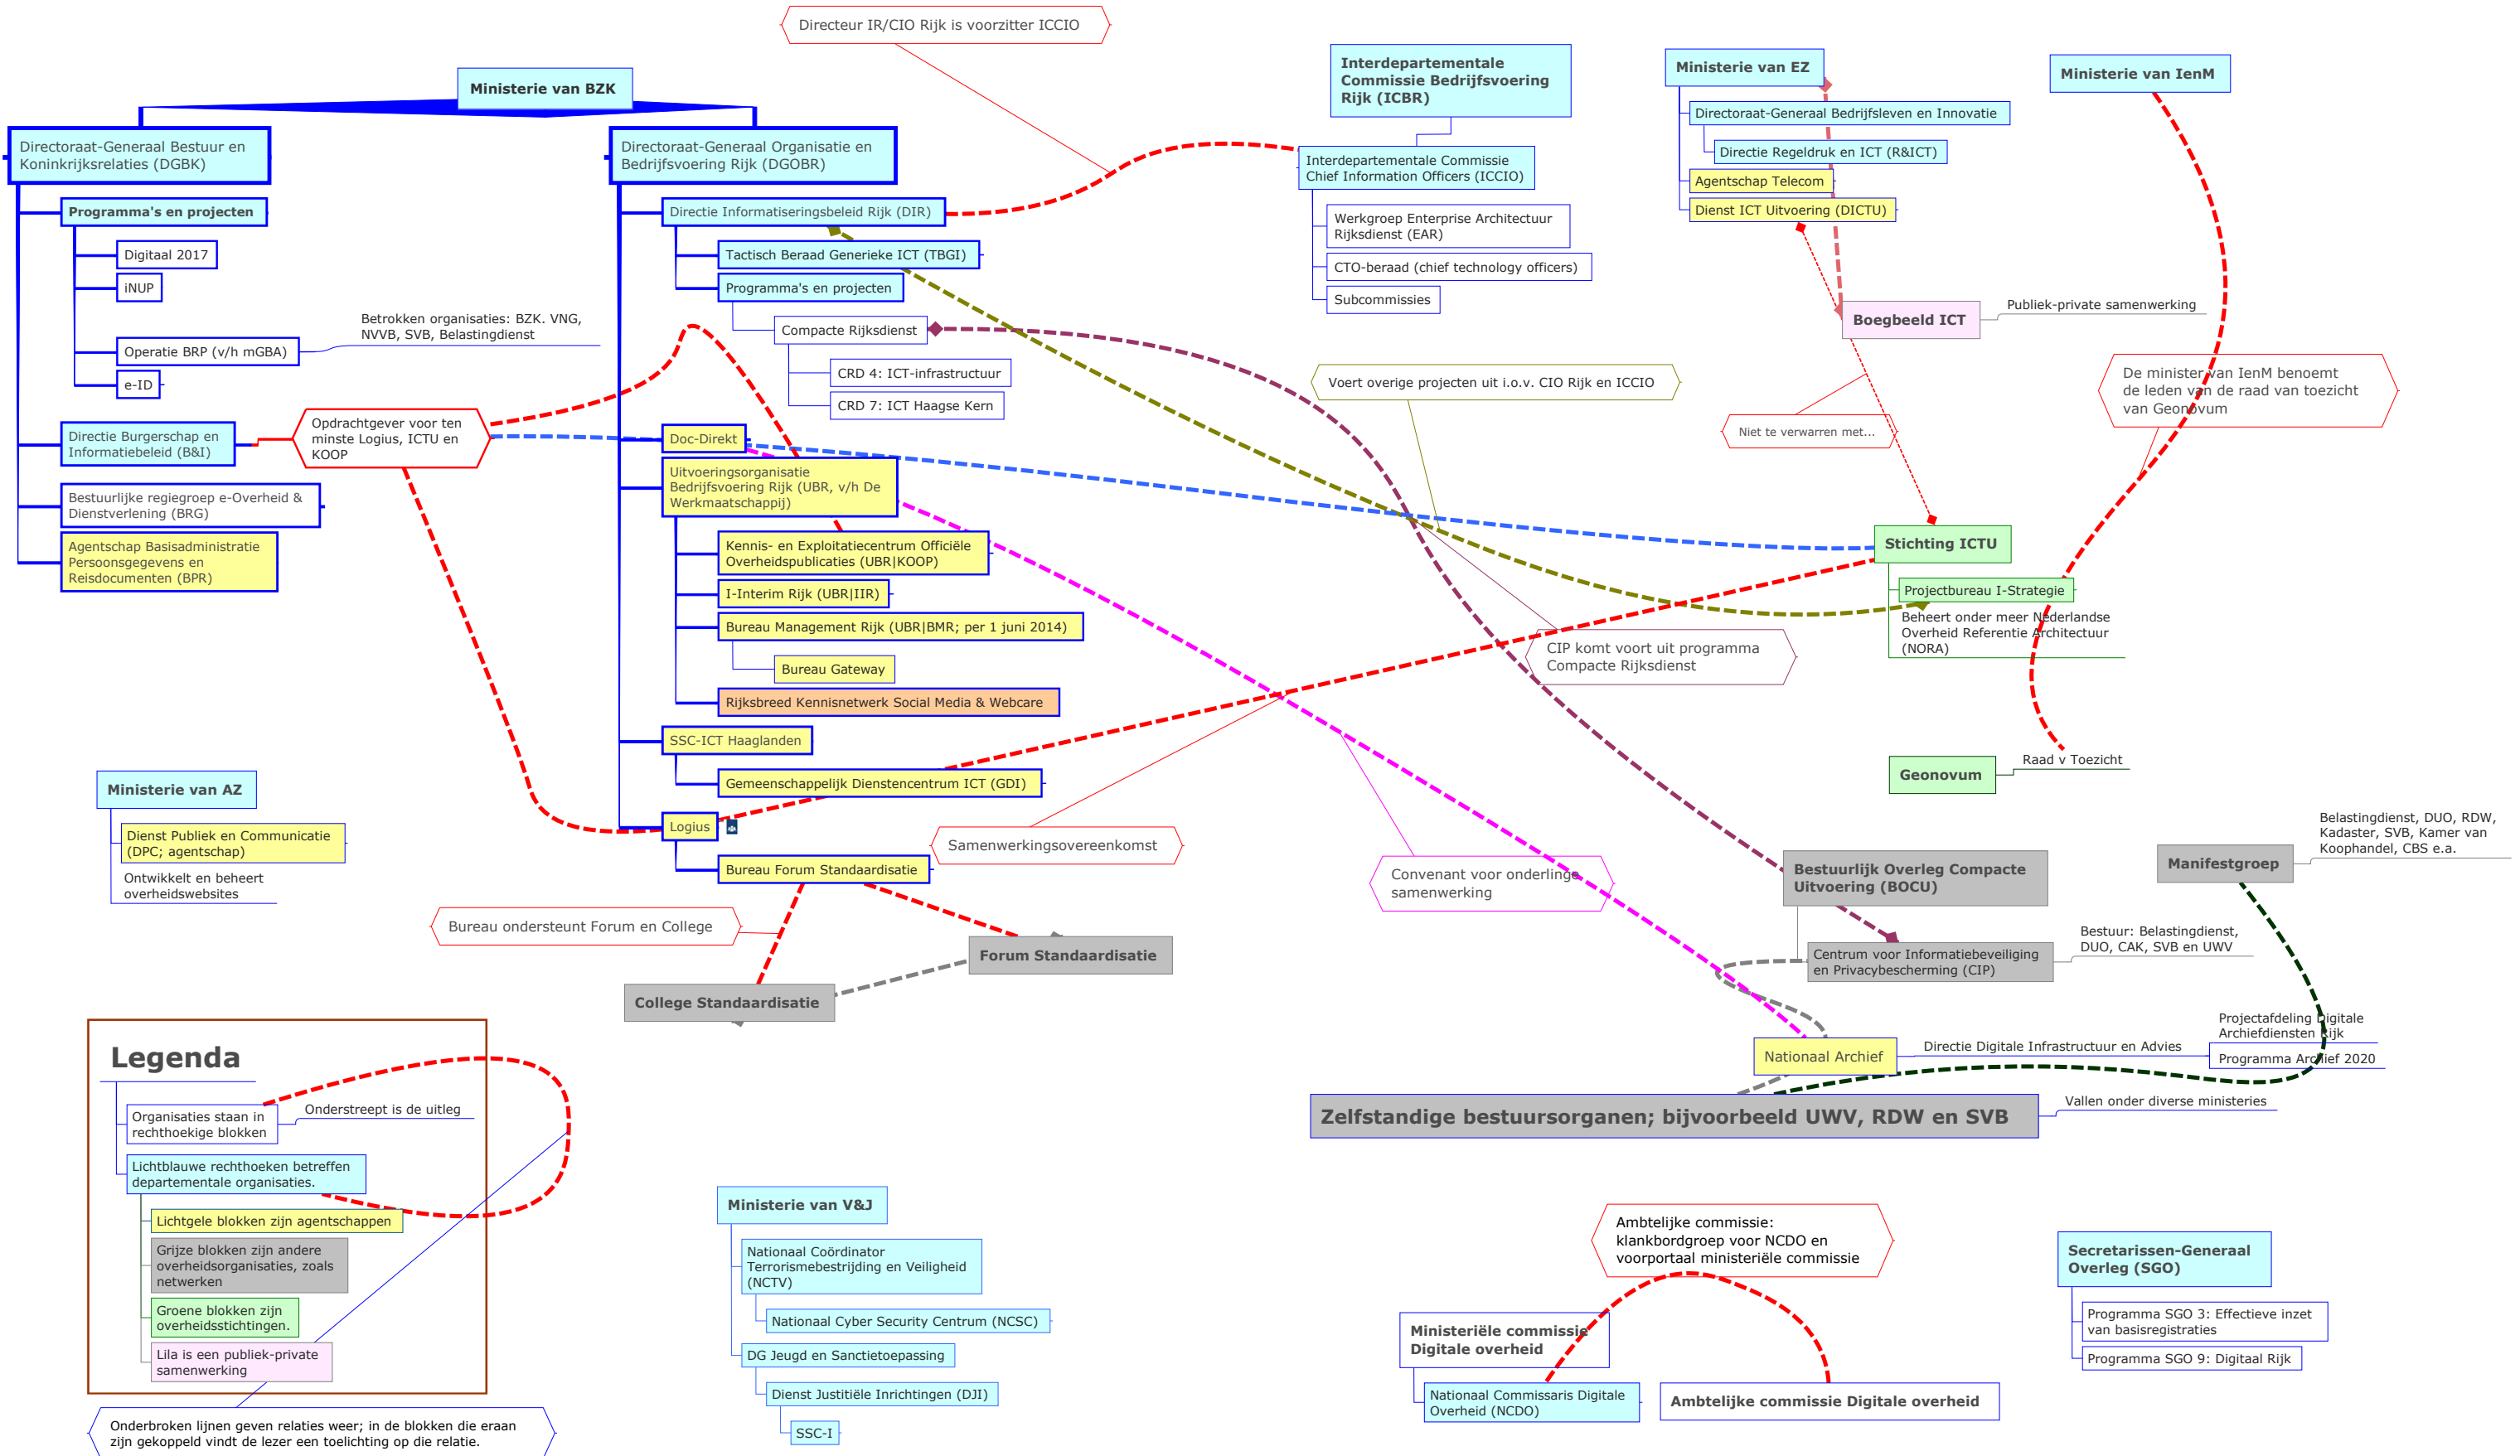 Directeur IR/CIO Rijk is voorzitter ICCIO
Ministerie van BZK
Directoraat-Generaal Bestuur en
Koninkrijksrelaties (DGBK)
Programma's en projecten
Digitaal 2017
iNUP
Operatie BRP (v/h mGBA)
Betrokken organisaties: BZK. VNG,
NVVB, SVB, Belastingdienst
e-ID
Directie Burgerschap en
Informatiebeleid (B&I)
Opdrachtgever voor ten
minste Logius, ICTU en
KOOP
Bestuurlijke regiegroep e-Overheid &
Dienstverlening (BRG)
Agentschap Basisadministratie
Persoonsgegevens en
Reisdocumenten (BPR)
Directoraat-Generaal Organisatie en
Bedrijfsvoering Rijk (DGOBR)
Directie Informatiseringsbeleid Rijk (DIR)
Tactisch Beraad Generieke ICT (TBGI)
Programma's en projecten
Compacte Rijksdienst
CRD 4: ICT-infrastructuur
CRD 7: ICT Haagse Kern
Doc-Direkt
Uitvoeringsorganisatie
Bedrijfsvoering Rijk (UBR, v/h De
Werkmaatschappij)
Kennis- en Exploitatiecentrum Officiële
Overheidspublicaties (UBR|KOOP)
I-Interim Rijk (UBR|IIR)
Bureau Management Rijk (UBR|BMR; per 1 juni 2014)
Bureau Gateway
Rijksbreed Kennisnetwerk Social Media & Webcare
SSC-ICT Haaglanden
Gemeenschappelijk Dienstencentrum ICT (GDI)
Logius
Bureau Forum Standaardisatie
Samenwerkingsovereenkomst
Bureau ondersteunt Forum en College
Forum Standaardisatie
College Standaardisatie
Interdepartementale
Commissie Bedrijfsvoering
Rijk (ICBR)
Interdepartementale Commissie
Chief Information Officers (ICCIO)
Werkgroep Enterprise Architectuur
Rijksdienst (EAR)
CTO-beraad (chief technology officers)
Subcommissies
Voert overige projecten uit i.o.v. CIO Rijk en ICCIO
Ministerie van EZ
Directoraat-Generaal Bedrijfsleven en Innovatie
Directie Regeldruk en ICT (R&ICT)
Agentschap Telecom
Dienst ICT Uitvoering (DICTU)
Boegbeeld ICT
Publiek-private samenwerking
Niet te verwarren met...
Ministerie van IenM
De minister van IenM benoemt
de leden van de raad van toezicht
van Geonovum
Stichting ICTU
Projectbureau I-Strategie
Beheert onder meer Nederlandse
Overheid Referentie Architectuur
(NORA)
CIP komt voort uit programma
Compacte Rijksdienst
Geonovum
Raad v Toezicht
Convenant voor onderlinge
samenwerking
Bestuurlijk Overleg Compacte
Uitvoering (BOCU)
Centrum voor Informatiebeveiliging
en Privacybescherming (CIP)
Bestuur: Belastingdienst,
DUO, CAK, SVB en UWV
Manifestgroep
Belastingdienst, DUO, RDW,
Kadaster, SVB, Kamer van
Koophandel, CBS e.a.
Nationaal Archief
Directie Digitale Infrastructuur en Advies
Projectafdeling Digitale
Archiefdiensten Rijk
Programma Archief 2020
Zelfstandige bestuursorganen; bijvoorbeeld UWV, RDW en SVB
Vallen onder diverse ministeries
Ministerie van AZ
Dienst Publiek en Communicatie
(DPC; agentschap)
Ontwikkelt en beheert
overheidswebsites
Legenda
Organisaties staan in
rechthoekige blokken
Onderstreept is de uitleg
Lichtblauwe rechthoeken betreffen
departementale organisaties.
Lichtgele blokken zijn agentschappen
Grijze blokken zijn andere
overheidsorganisaties, zoals
netwerken
Groene blokken zijn
overheidsstichtingen.
Lila is een publiek-private
samenwerking
Onderbroken lijnen geven relaties weer; in de blokken die eraan
zijn gekoppeld vindt de lezer een toelichting op die relatie.
Ministerie van V&J
Nationaal Coördinator
Terrorismebestrijding en Veiligheid
(NCTV)
Nationaal Cyber Security Centrum (NCSC)
DG Jeugd en Sanctietoepassing
Dienst Justitiële Inrichtingen (DJI)
SSC-I
Ambtelijke commissie:
klankbordgroep voor NCDO en
voorportaal ministeriële commissie
Ministeriële commissie
Digitale overheid
Nationaal Commissaris Digitale
Overheid (NCDO)
Ambtelijke commissie Digitale overheid
Secretarissen-Generaal
Overleg (SGO)
Programma SGO 3: Effectieve inzet
van basisregistraties
Programma SGO 9: Digitaal Rijk